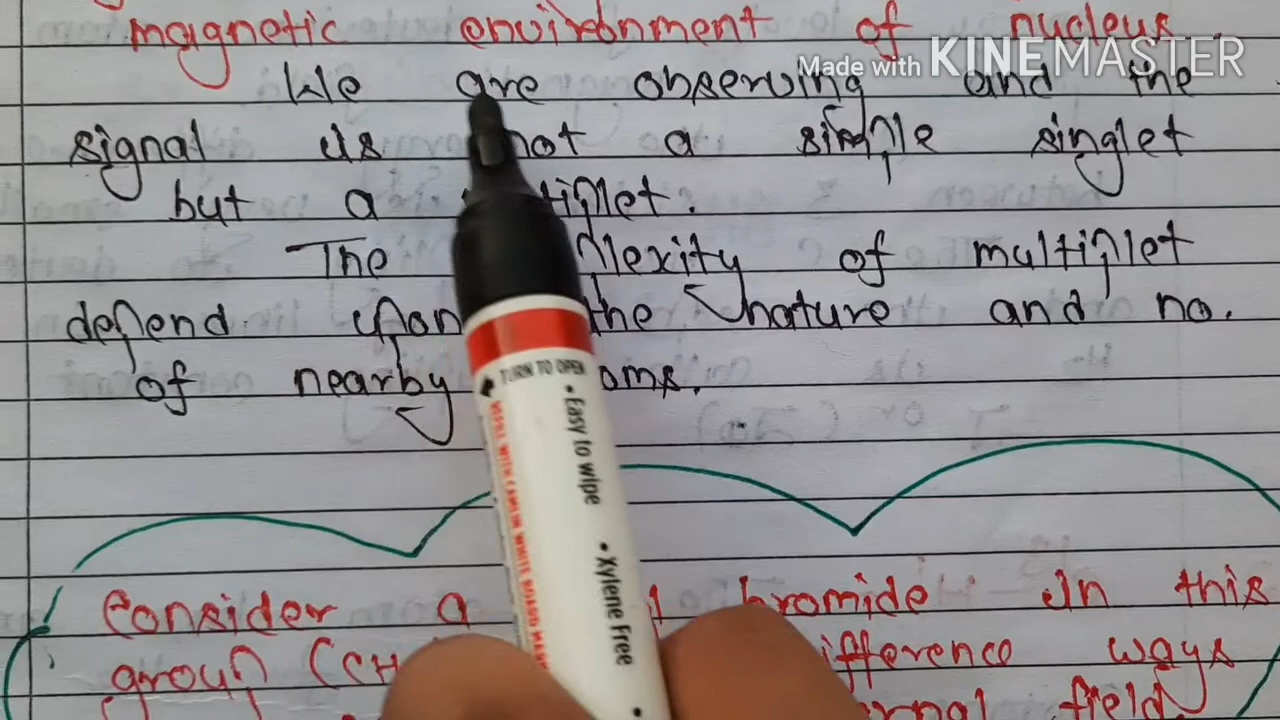 magnetic environment of nucleus.
Made with KINEMASTER
We are observing and the
signal is not a simple singlet
but a
The of multiplet
depend upon the nature and no.
of nearby
TURN TO OPEN
• Easy to wipe
• Xylene Free
Consider a bromide In this
group (CH ways
field